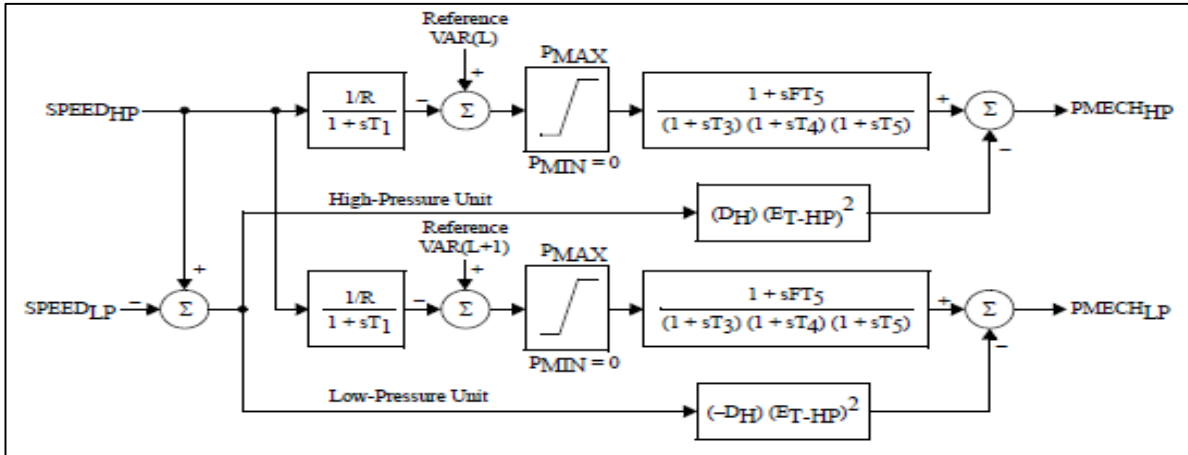 Reference
VAR(L)
PMAX
SPEEDHP
1/R
1 + sT1
–
+
Σ
PMIN = 0
1 + sFT5
(1 + sT3) (1 + sT4) (1 + sT5)
+
Σ
–
PMECHHP
High-Pressure Unit
(DH) (ET-HP)2
Reference
VAR(L+1)
PMAX
+
SPEEDLP
–
Σ
1/R
1 + sT1
–
+
Σ
PMIN = 0
1 + sFT5
(1 + sT3) (1 + sT4) (1 + sT5)
+
Σ
–
PMECHLP
Low-Pressure Unit
(–DH) (ET-HP)2